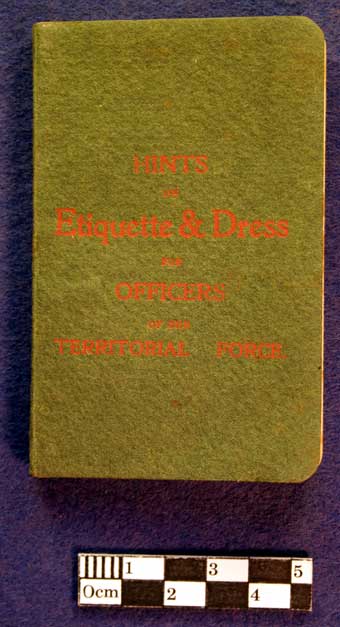 HINTS
ON
Etiquette & Dress
FOR
OFFICERS
OF THE
TERRITORIAL FORCE.
1 3 5
0cm 2 4